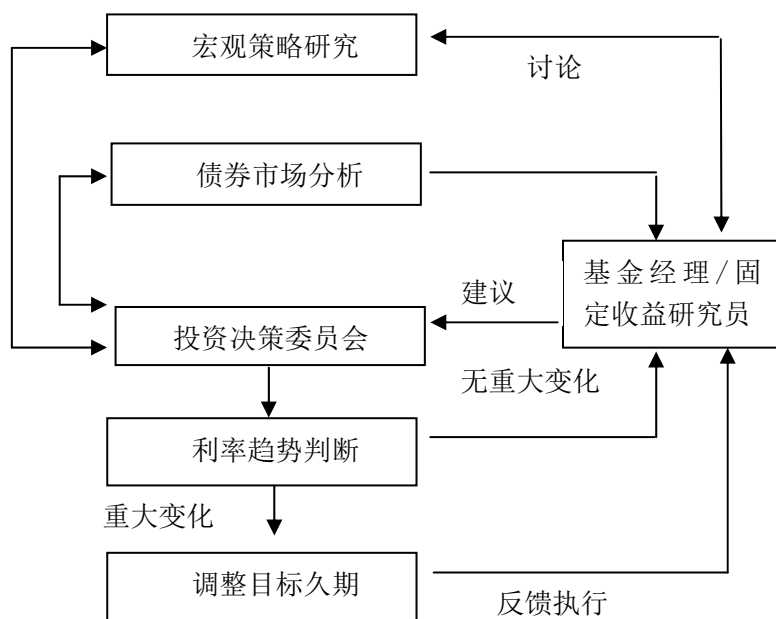 宏观策略研究
讨论
债券市场分析
基金经理/固
定收益研究员
建议
投资决策委员会
无重大变化
利率趋势判断
重大变化
调整目标久期
反馈执行